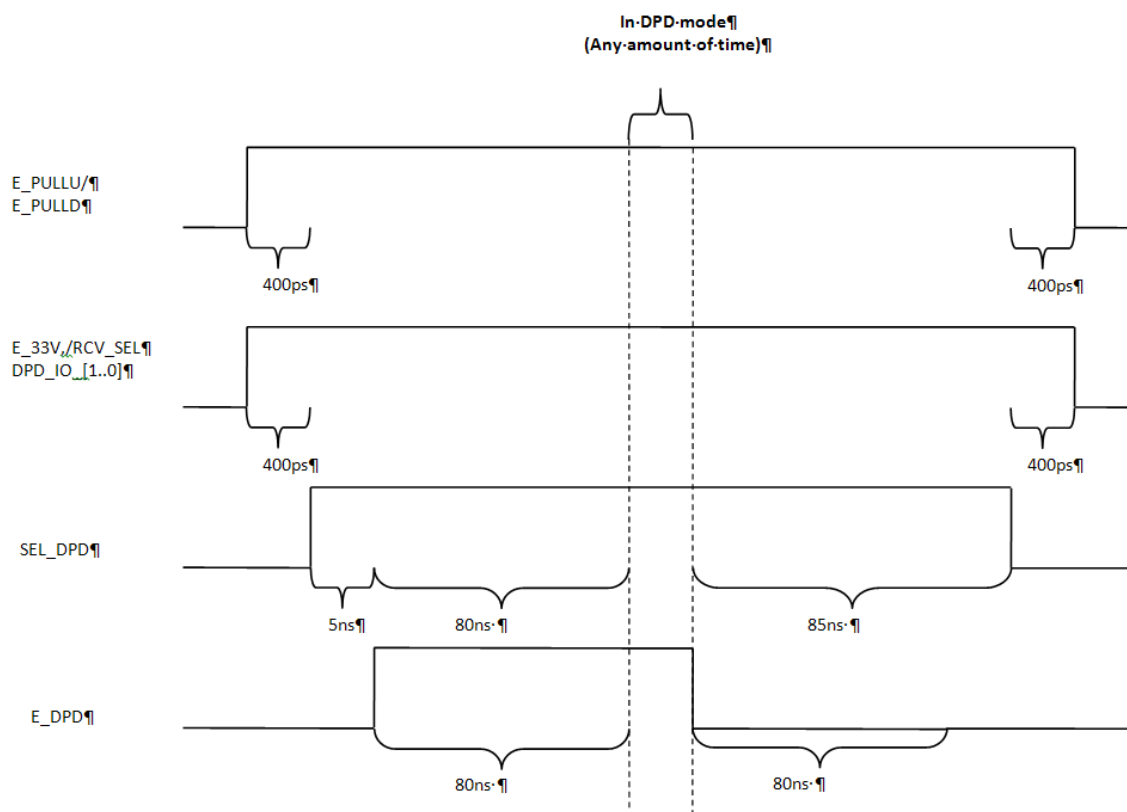 In·DPD·mode¶
(Any·amount·of·time)¶
E_PULLU/¶
E_PULLD¶
400ps¶
400ps¶
E_33V,/RCV_SEL¶
DPD_IO_[1..0]¶
400ps¶
400ps¶
SEL_DPD¶
5ns¶
80ns·¶
85ns·¶
E_DPD¶
80ns·¶
80ns·¶